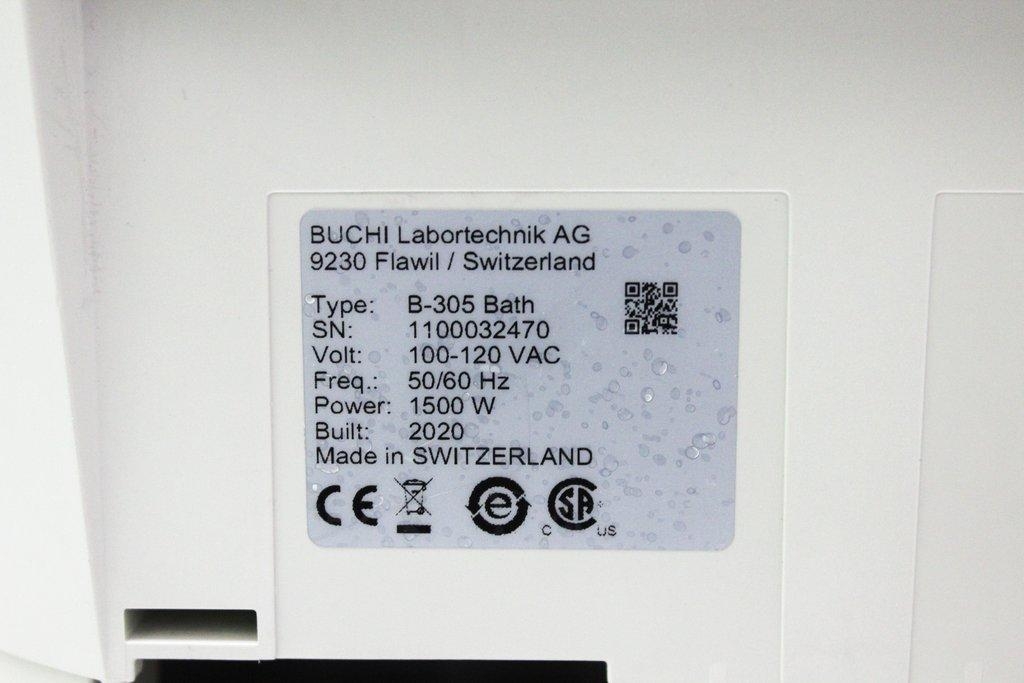 BUCHI Labortechnik AG
9230 Flawil / Switzerland
Type: B-305 Bath
SN: 1100032470
Volt: 100-120 VAC
Freq.: 50/60 Hz
Power: 1500 W
Built: 2020
Made in SWITZERLAND
CE e C SA US